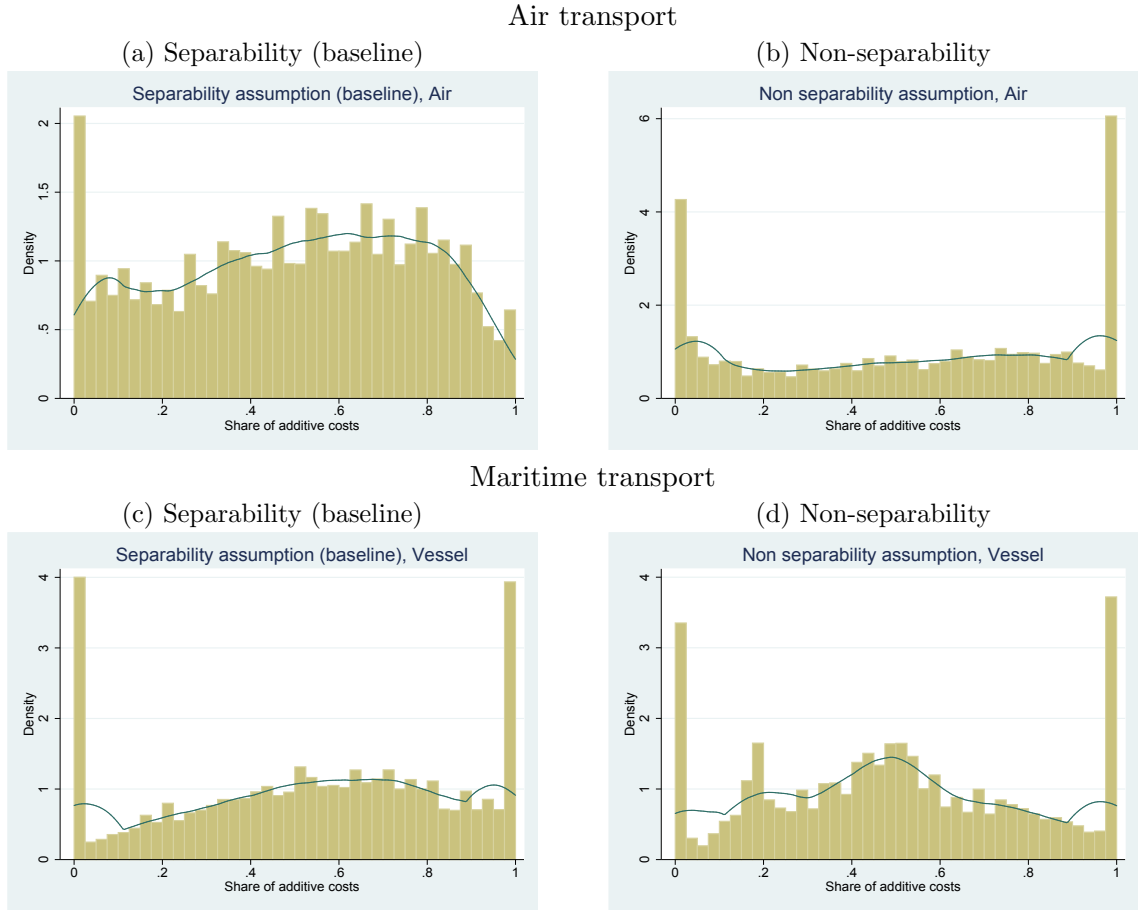 Air transport
(a) Separability (baseline)
(b) Non-separability
Separability assumption (baseline), Air
2
1.5
1
.5
0
Density
0 .2 .4 .6 .8 1
Share of additive costs
Non separability assumption, Air
6
4
2
0
Density
0 .2 .4 .6 .8 1
Share of additive costs
Maritime transport
(c) Separability (baseline)
(d) Non-separability
Separability assumption (baseline), Vessel
4
3
2
1
0
Density
0 .2 .4 .6 .8 1
Share of additive costs
Non separability assumption, Vessel
4
3
2
1
0
Density
0 .2 .4 .6 .8 1
Share of additive costs